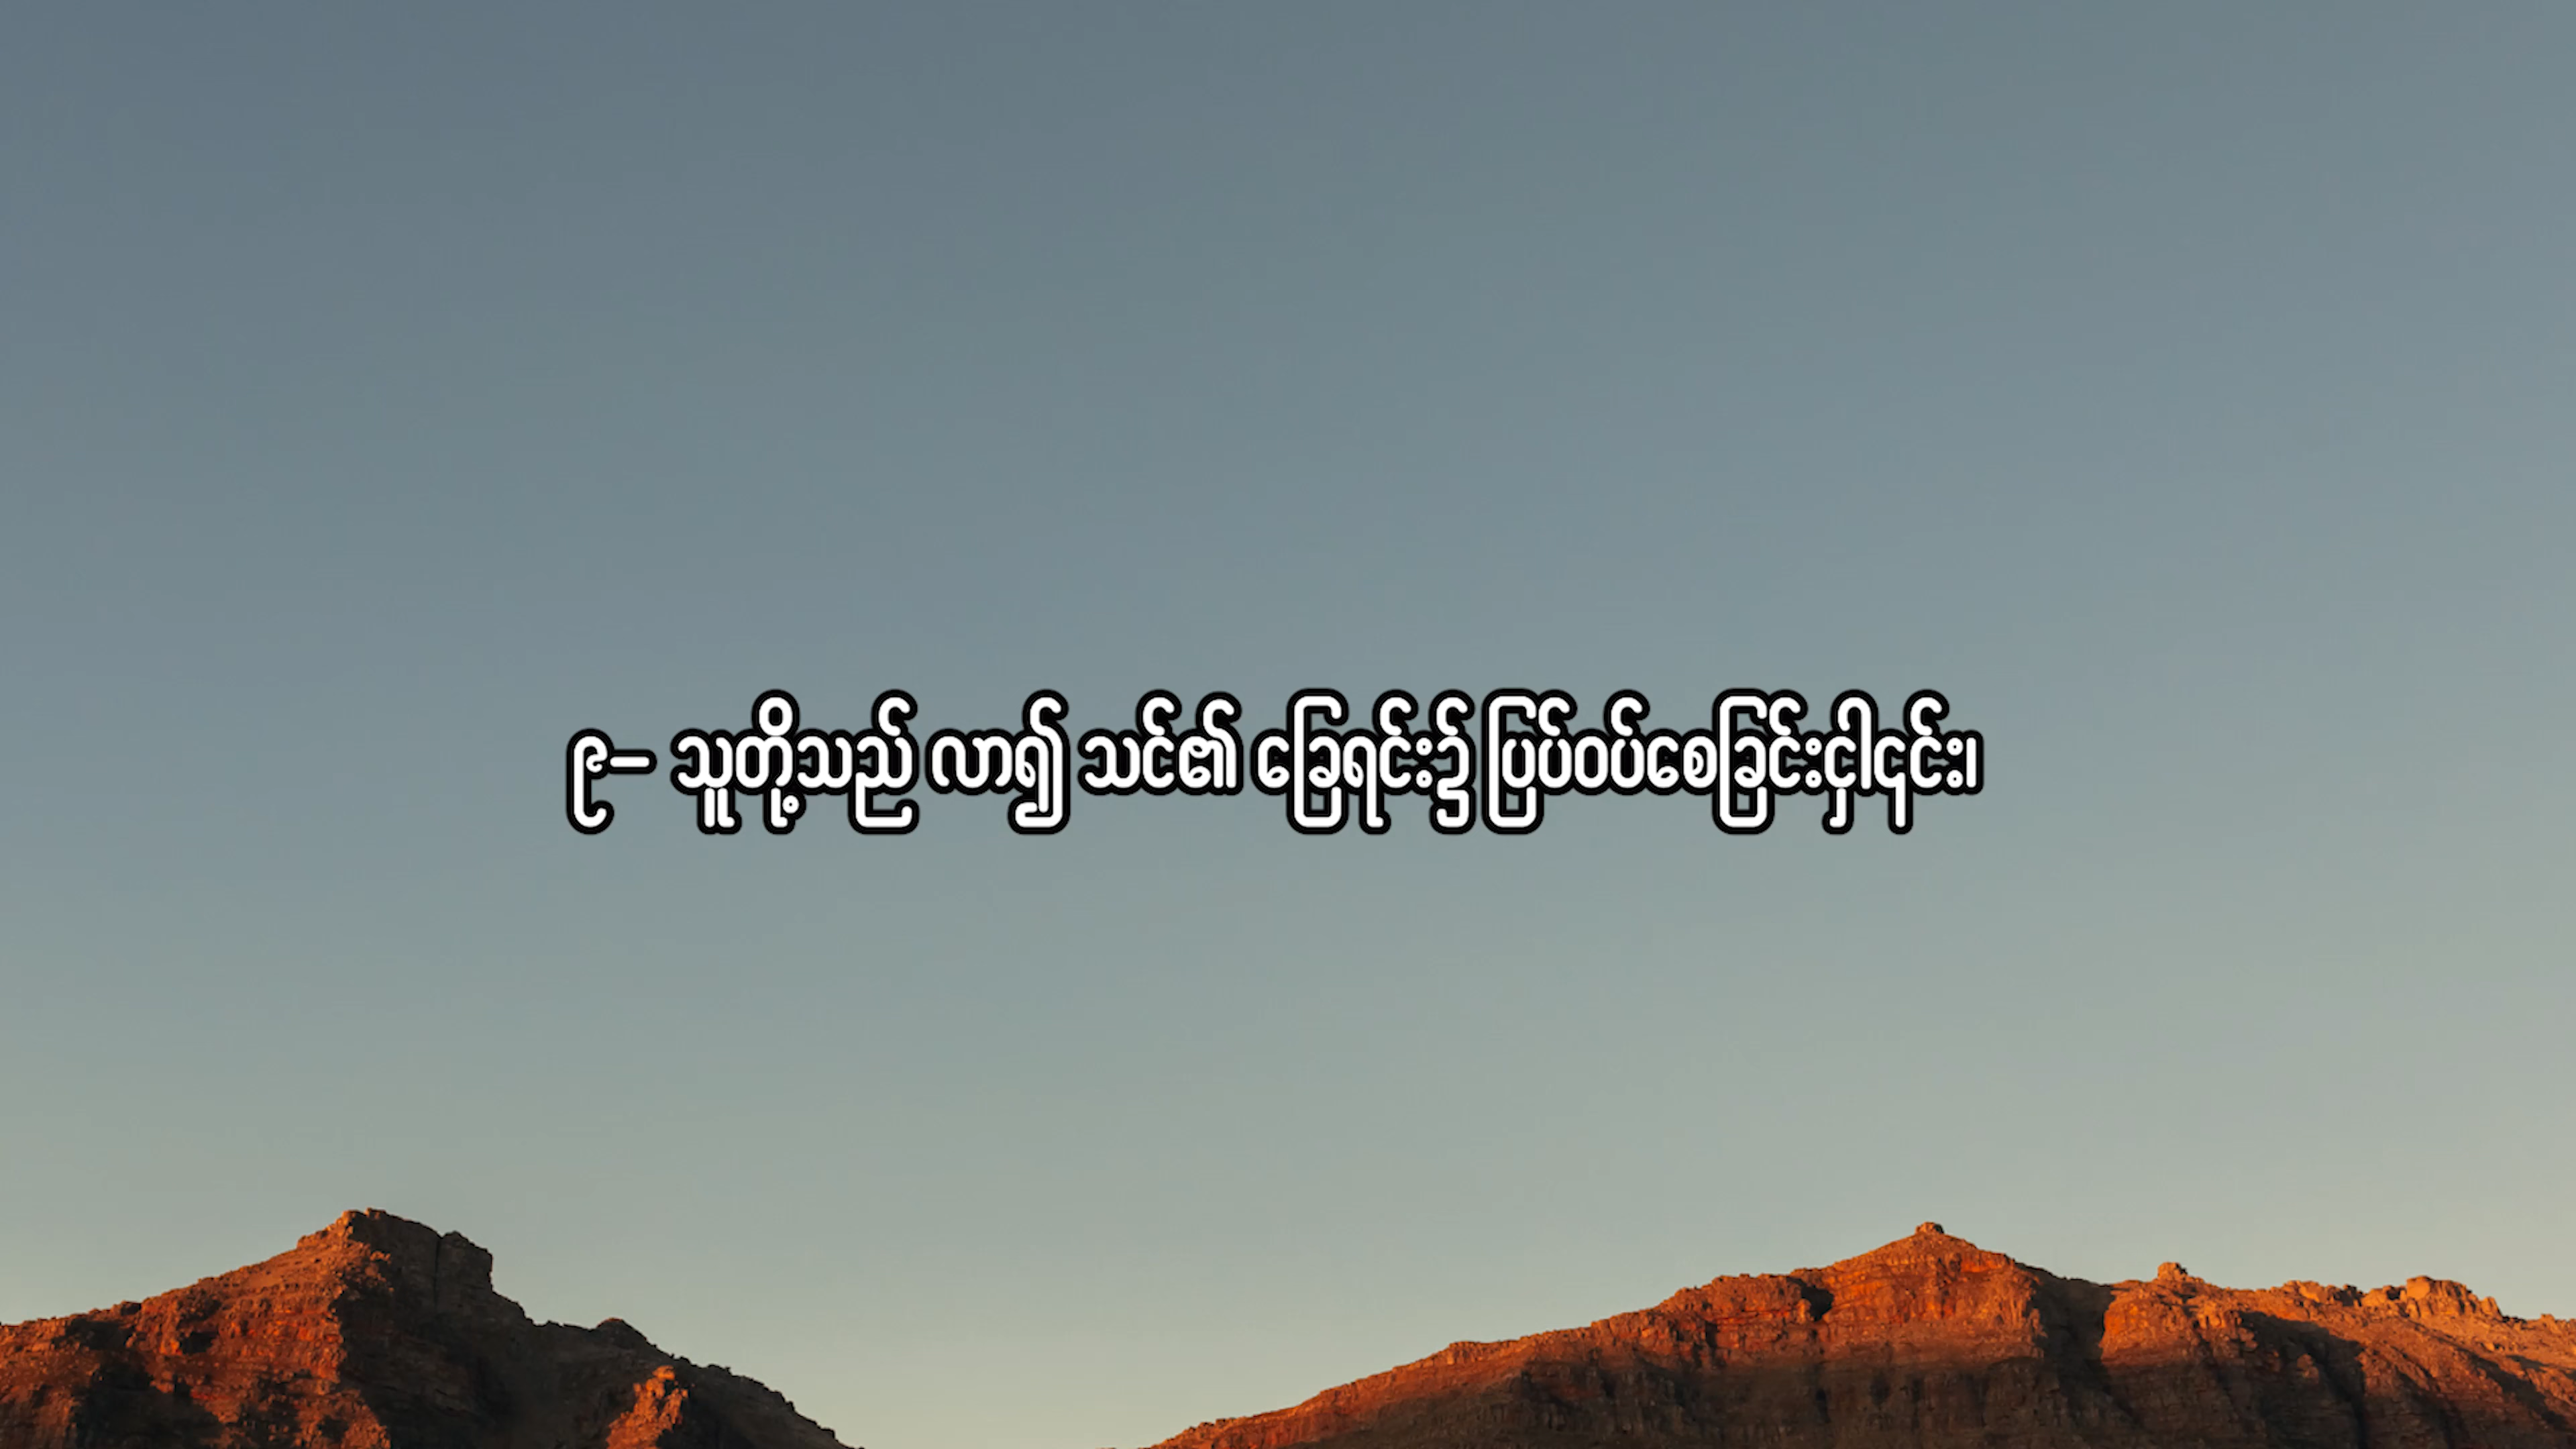 ၉– သူတို့သည် လာ၍ သင်၏ ခြေရင်း၌ ပြပ်ဝပ်စေခြင်းငှါ၎င်း၊